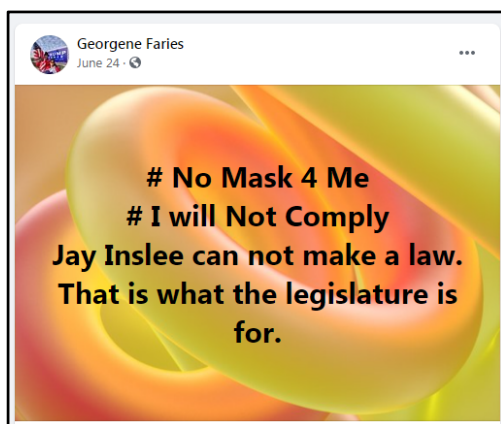 Georgene Faries
June 24 ·
# No Mask 4 Me
# I will Not Comply
Jay Inslee can not make a law.
That is what the legislature is
for.